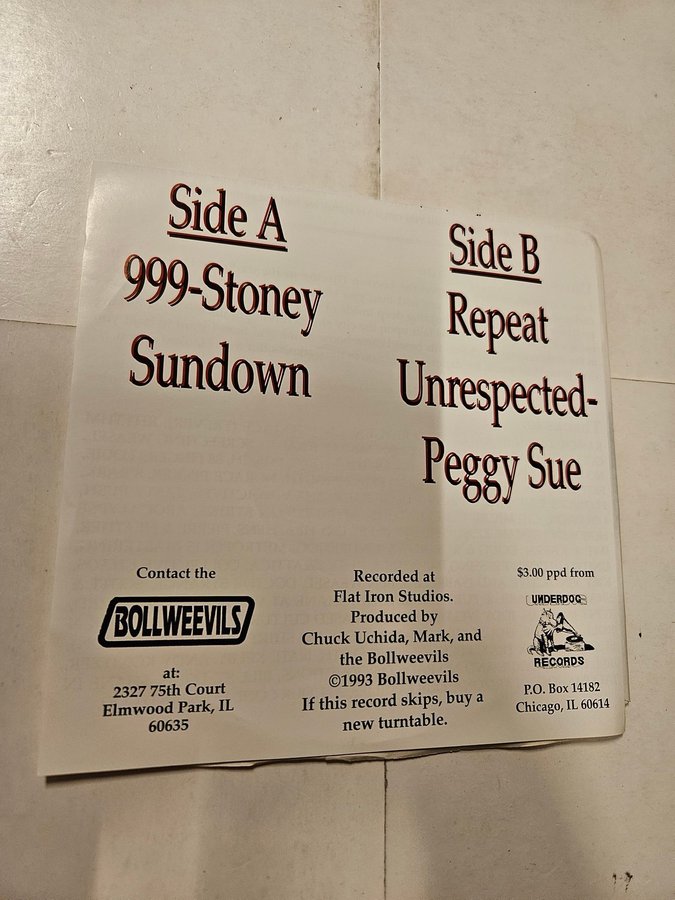 Side A
999-Stoney
Sundown
Side B
Repeat
Unrespected-
Peggy Sue
Contact the
BOLLWEEVILS
at:
2327 75th Court
Elmwood Park, IL
60635
Recorded at
Flat Iron Studios.
Produced by
Chuck Uchida, Mark, and
the Bollweevils
©1993 Bollweevils
If this record skips, buy a
new turntable.
$3.00 ppd from
UNDERDOG
RECORDS
P.O. Box 14182
Chicago, IL 60614